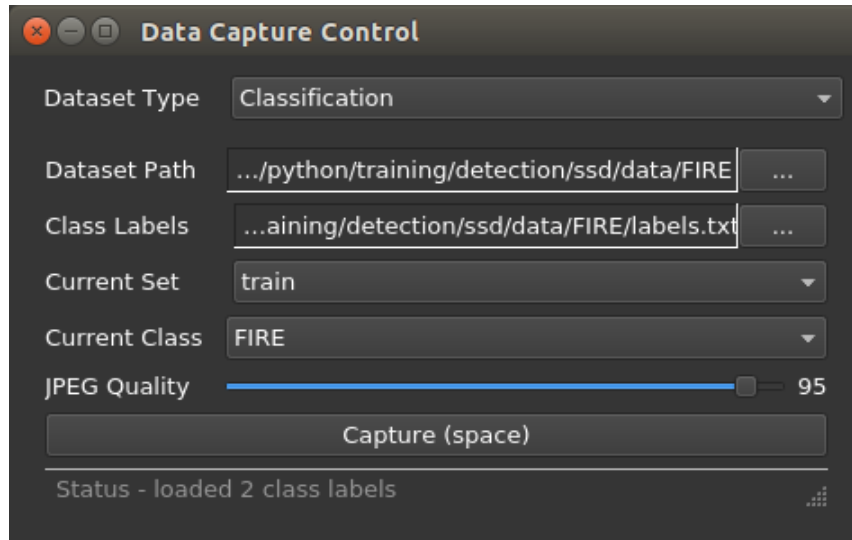 Data Capture Control
Dataset Type Classification
Dataset Path .../python/training/detection/ssd/data/FIRE ...
Class Labels ...aining/detection/ssd/data/FIRE/labels.txt ...
Current Set train
Current Class FIRE
JPEG Quality 95
Capture (space)
Status - loaded 2 class labels